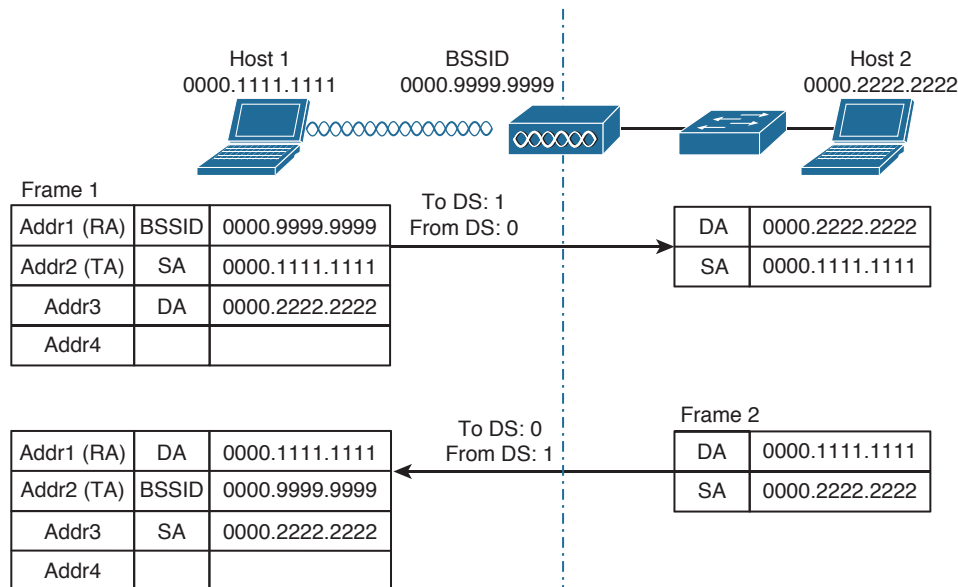 Host 1
0000.1111.1111
BSSID
0000.9999.9999
Host 2
0000.2222.2222
Frame 1
Addr1 (RA) BSSID 0000.9999.9999
Addr2 (TA) SA 0000.1111.1111
Addr3 DA 0000.2222.2222
Addr4
To DS: 1
From DS: 0
DA 0000.2222.2222
SA 0000.1111.1111
Addr1 (RA) DA 0000.1111.1111
Addr2 (TA) BSSID 0000.9999.9999
Addr3 SA 0000.2222.2222
Addr4
To DS: 0
From DS: 1
Frame 2
DA 0000.1111.1111
SA 0000.2222.2222